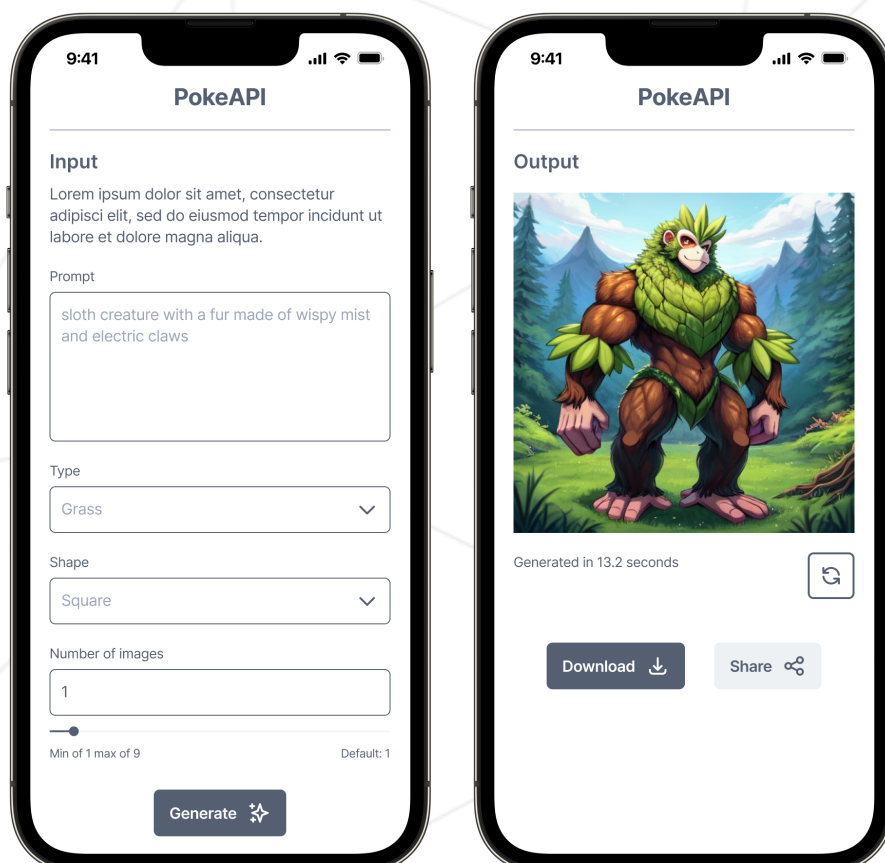 9:41
PokeAPI
Input
Lorem ipsum dolor sit amet, consectetur
adipisci elit, sed do eiusmod tempor incidunt ut
labore et dolore magna aliqua.
Prompt
sloth creature with a fur made of wispy mist
and electric claws
Type
Grass
Shape
Square
Number of images
1
Min of 1 max of 9
Default: 1
Generate
9:41
PokeAPI
Output
Generated in 13.2 seconds
Download
Share